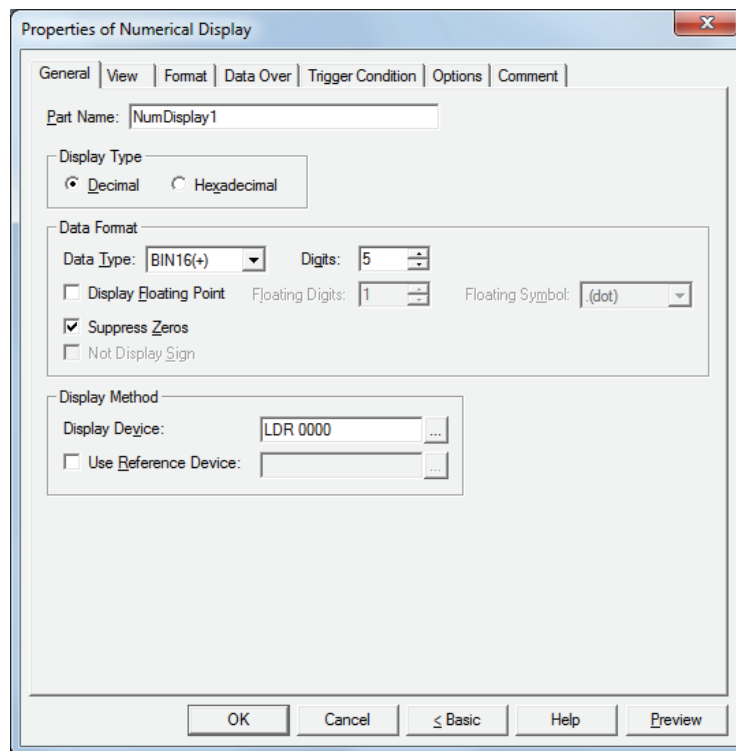 Properties of Numerical Display
General View Format Data Over Trigger Condition Options Comment
Part Name: NumDisplay1
Display Type
Decimal Hexadecimal
Data Format
Data Type: BIN16(+) Digits: 5
Display Floating Point Floating Digits: 1 Floating Symbol: .(dot)
Suppress Zeros
Not Display Sign
Display Method
Display Device: LDR 0000 ...
Use Reference Device: ...
OK Cancel < Basic Help Preview